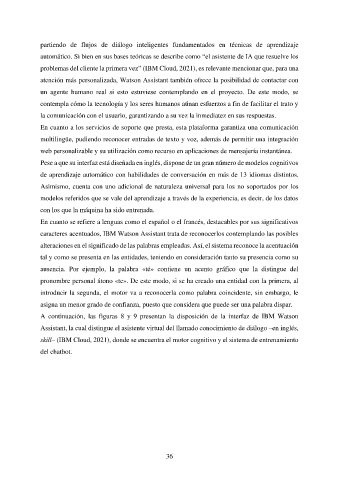 partiendo de flujos de diálogo inteligentes fundamentados en técnicas de aprendizaje
automático. Si bien en sus bases teóricas se describe como "el asistente de IA que resuelve los
problemas del cliente la primera vez" (IBM Cloud, 2021), es relevante mencionar que, para una
atención más personalizada, Watson Assistant también ofrece la posibilidad de contactar con
un agente humano real si esto estuviese contemplando en el proyecto. De este modo, se
contempla cómo la tecnología y los seres humanos aúnan esfuerzos a fin de facilitar el trato y
la comunicación con el usuario, garantizando a su vez la inmediatez en sus respuestas.
En cuanto a los servicios de soporte que presta, esta plataforma garantiza una comunicación
multilingüe, pudiendo reconocer entradas de texto y voz, además de permitir una integración
web personalizable y su utilización como recurso en aplicaciones de mensajería instantánea.
Pese a que su interfaz está diseñada en inglés, dispone de un gran número de modelos cognitivos
de aprendizaje automático con habilidades de conversación en más de 13 idiomas distintos.
Asimismo, cuenta con uno adicional de naturaleza universal para los no soportados por los
modelos referidos que se vale del aprendizaje a través de la experiencia, es decir, de los datos
con los que la máquina ha sido entrenada.
En cuanto se refiere a lenguas como el español o el francés, destacables por sus significativos
caracteres acentuados, IBM Watson Assistant trata de reconocerlos contemplando las posibles
alteraciones en el significado de las palabras empleadas. Así, el sistema reconoce la acentuación
tal y como se presenta en las entidades, teniendo en consideración tanto su presencia como su
ausencia. Por ejemplo, la palabra «té» contiene un acento gráfico que la distingue del
pronombre personal átono «te». De este modo, si se ha creado una entidad con la primera, al
introducir la segunda, el motor va a reconocerla como palabra coincidente, sin embargo, le
asigna un menor grado de confianza, puesto que considera que puede ser una palabra dispar.
A continuación, las figuras 8 y 9 presentan la disposición de la interfaz de IBM Watson
Assistant, la cual distingue el asistente virtual del llamado conocimiento de diálogo –en inglés,
skill– (IBM Cloud, 2021), donde se encuentra el motor cognitivo y el sistema de entrenamiento
del chatbot.
36